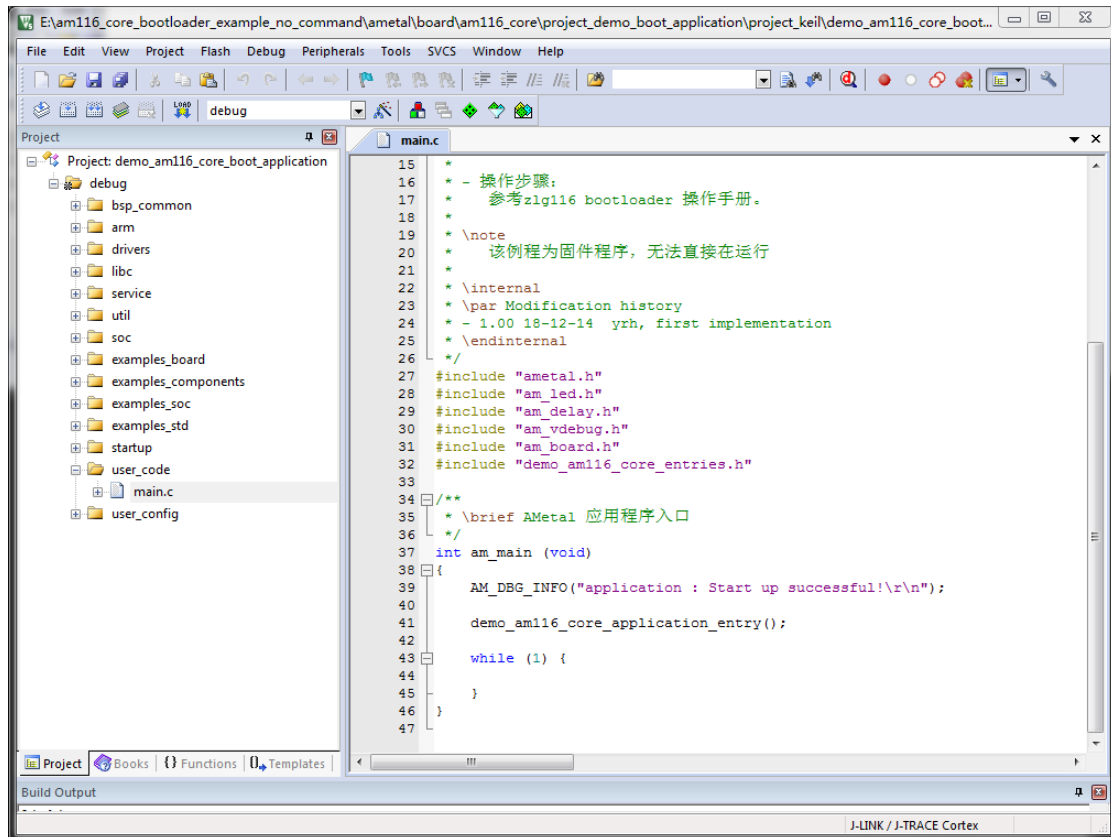 E:\am116_core_bootloader_example_no_command\ametal\board\am116_core\project_demo_boot_application\project_keil\demo_am116_core_boot...
File Edit View Project Flash Debug Peripherals Tools SVCS Window Help
debug
Project
main.c
Project: demo_am116_core_boot_application
debug
bsp_common
arm
drivers
libc
service
util
soc
examples_board
examples_components
examples_soc
examples_std
startup
user_code
main.c
user_config
15 *
16 * - 操作步骤：
17 * 参考zlg116 bootloader 操作手册。
18 *
19 * \note
20 * 该例程为固件程序，无法直接在运行
21 *
22 * \internal
23 * \par Modification history
24 * - 1.00 18-12-14 yrh, first implementation
25 * \endinternal
26 */
27 #include "ametal.h"
28 #include "am_led.h"
29 #include "am_delay.h"
30 #include "am_vdebug.h"
31 #include "am_board.h"
32 #include "demo_am116_core_entries.h"
33
34 /**
35 * \brief AMetal 应用程序入口
36 */
37 int am_main (void)
38 {
39 AM_DBG_INFO("application : Start up successful!\r\n");
40
41 demo_am116_core_application_entry();
42
43 while (1) {
44
45 }
46 }
47
Project Books {} Functions Templates
Build Output
J-LINK / J-TRACE Cortex